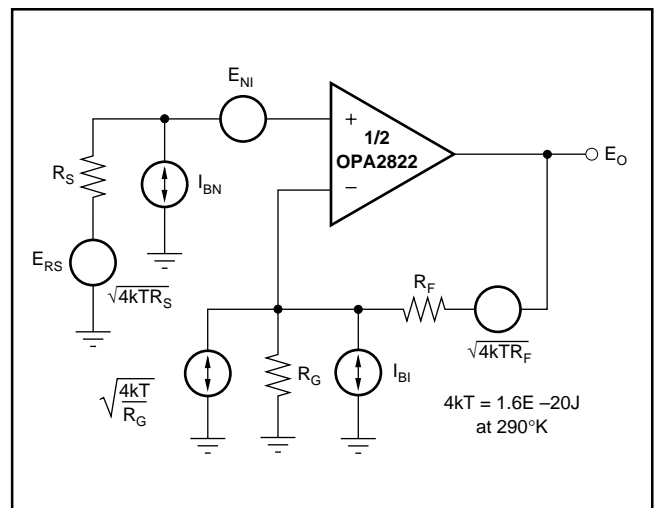 E_NI
+
1/2
OPA2822
−
E_O
R_S
I_BN
E_RS
√4kTR_S
R_F
√4kTR_F
√4kT/R_G
R_G
I_BI
4kT = 1.6E –20J
at 290°K